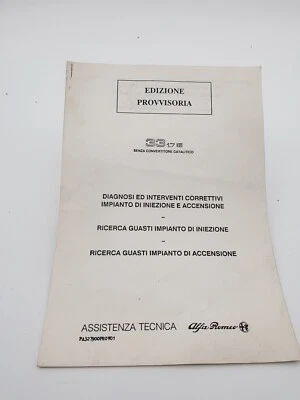 EDIZIONE
PROVVISORIA
33 1.7 IE
SENZA CONVERTITORE CATALITICO
DIAGNOSI ED INTERVENTI CORRETTIVI
IMPIANTO DI INIEZIONE E ACCENSIONE
–
RICERCA GUASTI IMPIANTO DI INIEZIONE
–
RICERCA GUASTI IMPIANTO DI ACCENSIONE
ASSISTENZA TECNICA Alfa Romeo